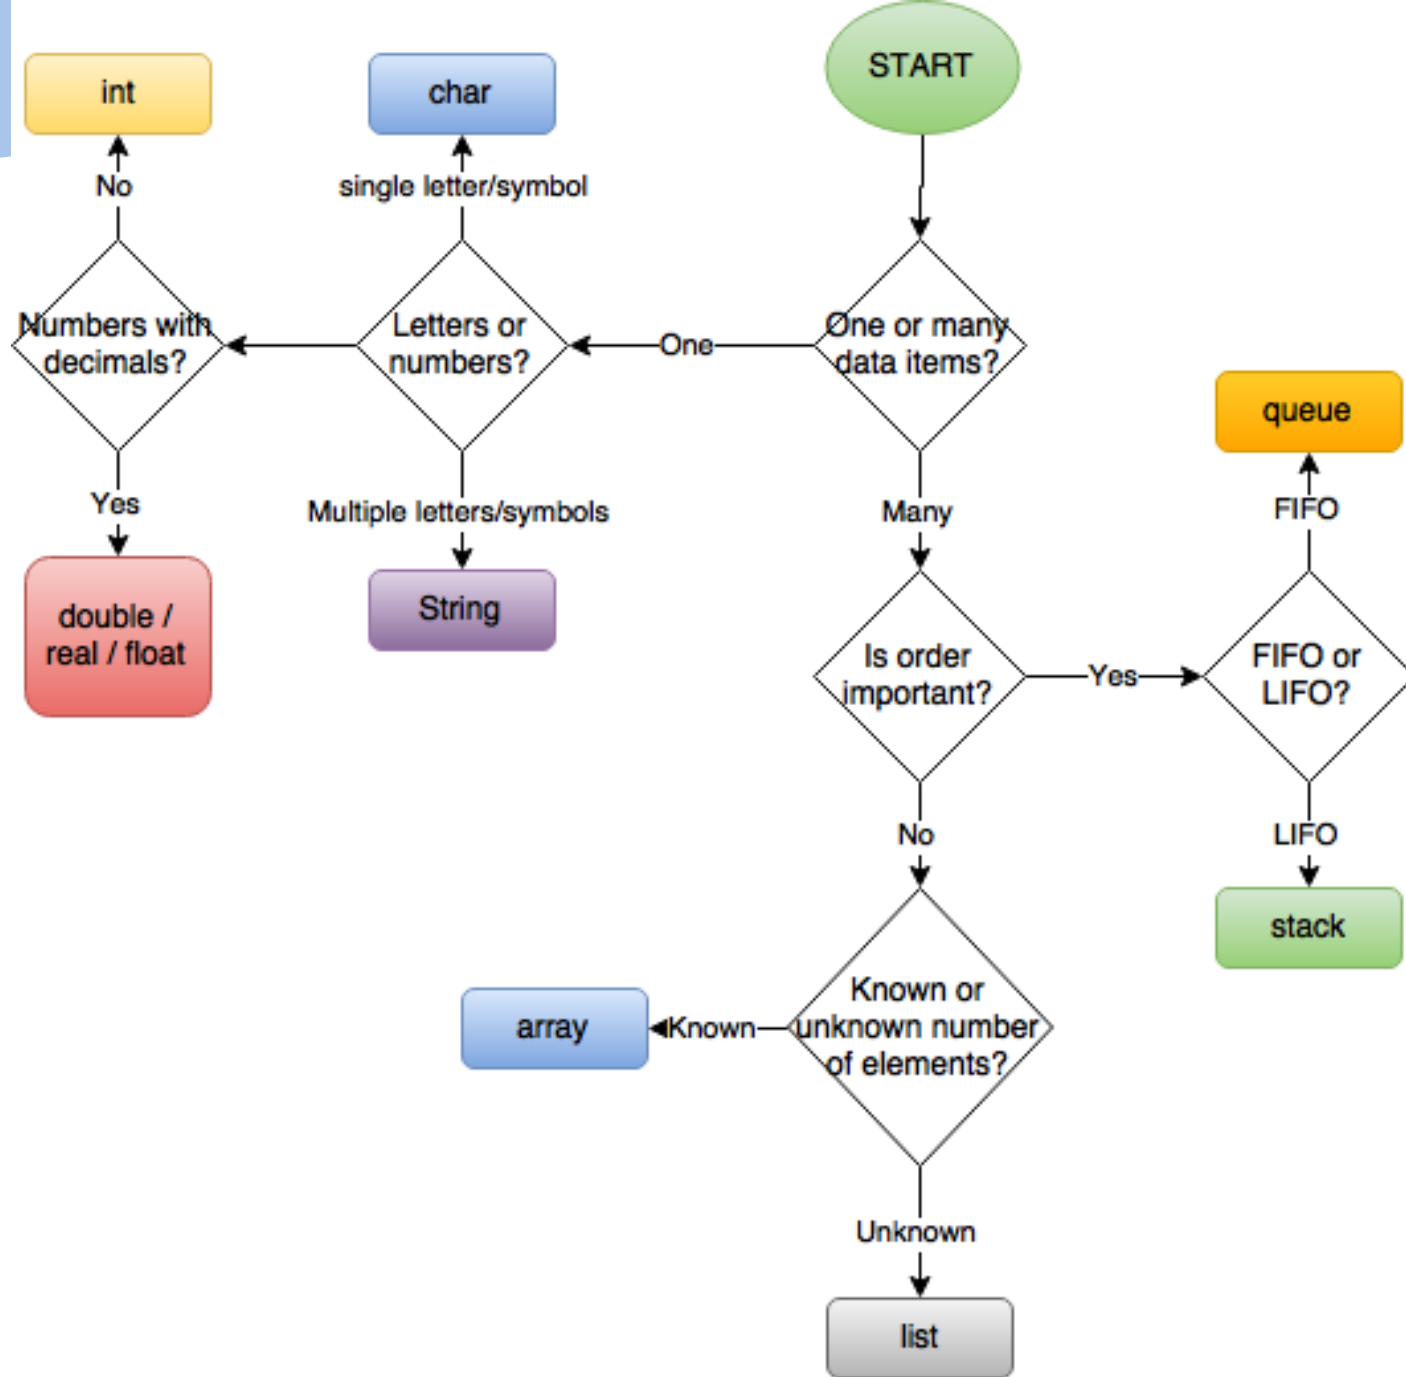 START
int
char
No
single letter/symbol
Numbers with
decimals?
Letters or
numbers?
One
One or many
data items?
queue
Yes
Multiple letters/symbols
Many
FIFO
double /
real / float
String
Is order
important?
Yes
FIFO or
LIFO?
No
LIFO
stack
array
Known
Known or
unknown number
of elements?
Unknown
list